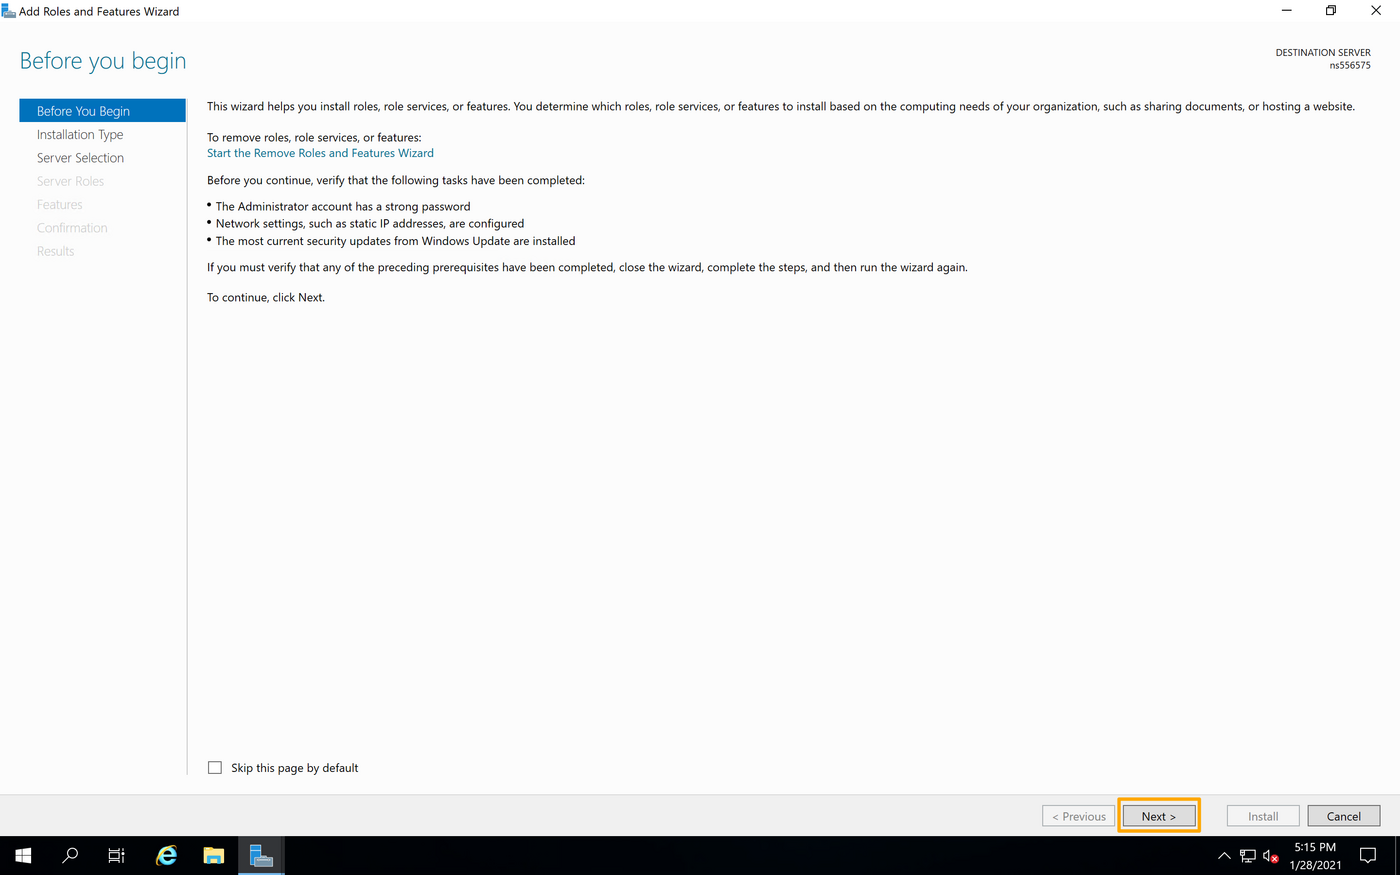 Add Roles and Features Wizard
Before you begin
DESTINATION SERVER
ns556575
Before You Begin
Installation Type
Server Selection
Server Roles
Features
Confirmation
Results
This wizard helps you install roles, role services, or features. You determine which roles, role services, or features to install based on the computing needs of your organization, such as sharing documents, or hosting a website.
To remove roles, role services, or features:
Start the Remove Roles and Features Wizard
Before you continue, verify that the following tasks have been completed:
• The Administrator account has a strong password
• Network settings, such as static IP addresses, are configured
• The most current security updates from Windows Update are installed
If you must verify that any of the preceding prerequisites have been completed, close the wizard, complete the steps, and then run the wizard again.
To continue, click Next.
Skip this page by default
< Previous
Next >
Install
Cancel
5:15 PM
1/28/2021